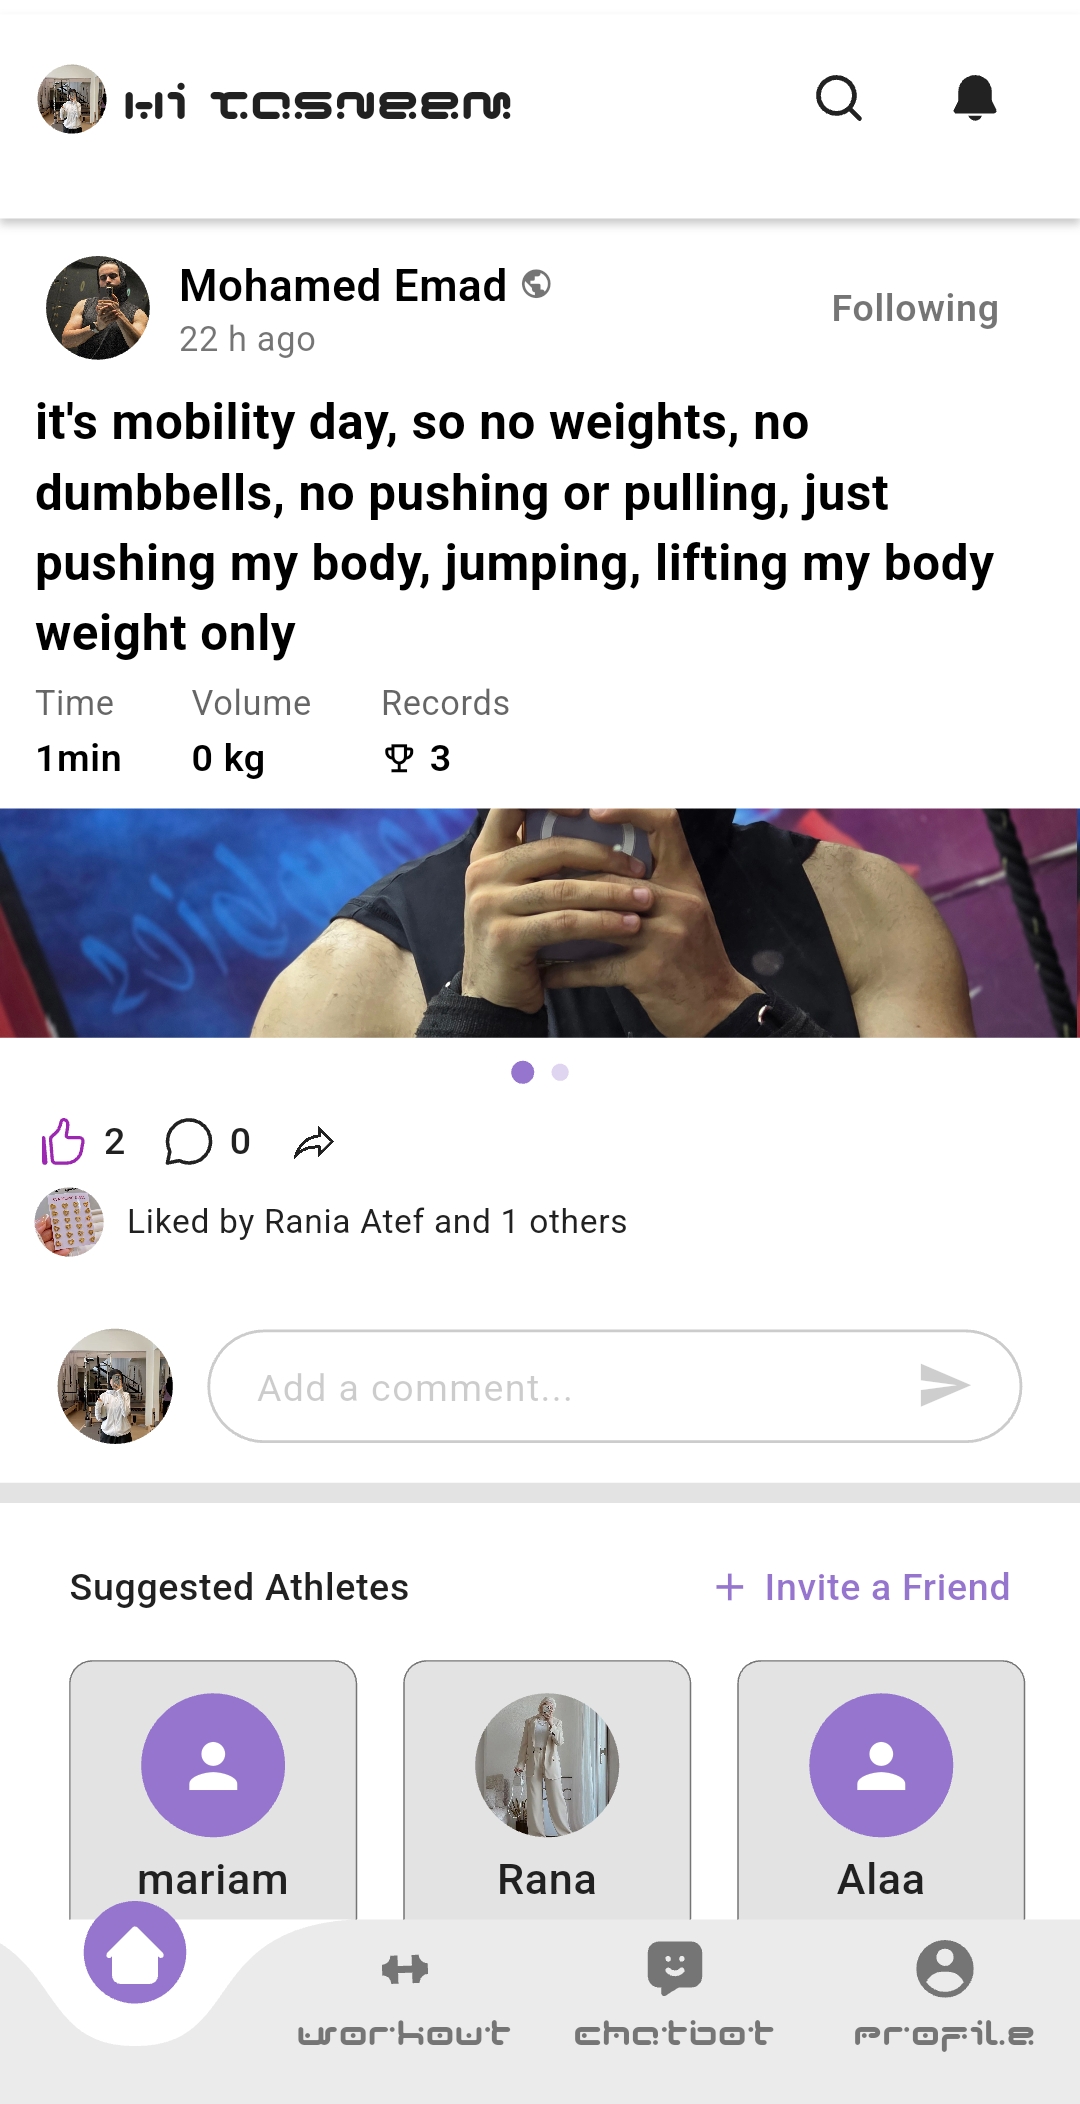 Hi Tasneem
Mohamed Emad
22 h ago
Following
it's mobility day, so no weights, no
dumbbells, no pushing or pulling, just
pushing my body, jumping, lifting my body
weight only
Time Volume Records
1min 0 kg 3
2 0
Liked by Rania Atef and 1 others
Add a comment...
Suggested Athletes + Invite a Friend
mariam Rana Alaa
workout chatbot profile